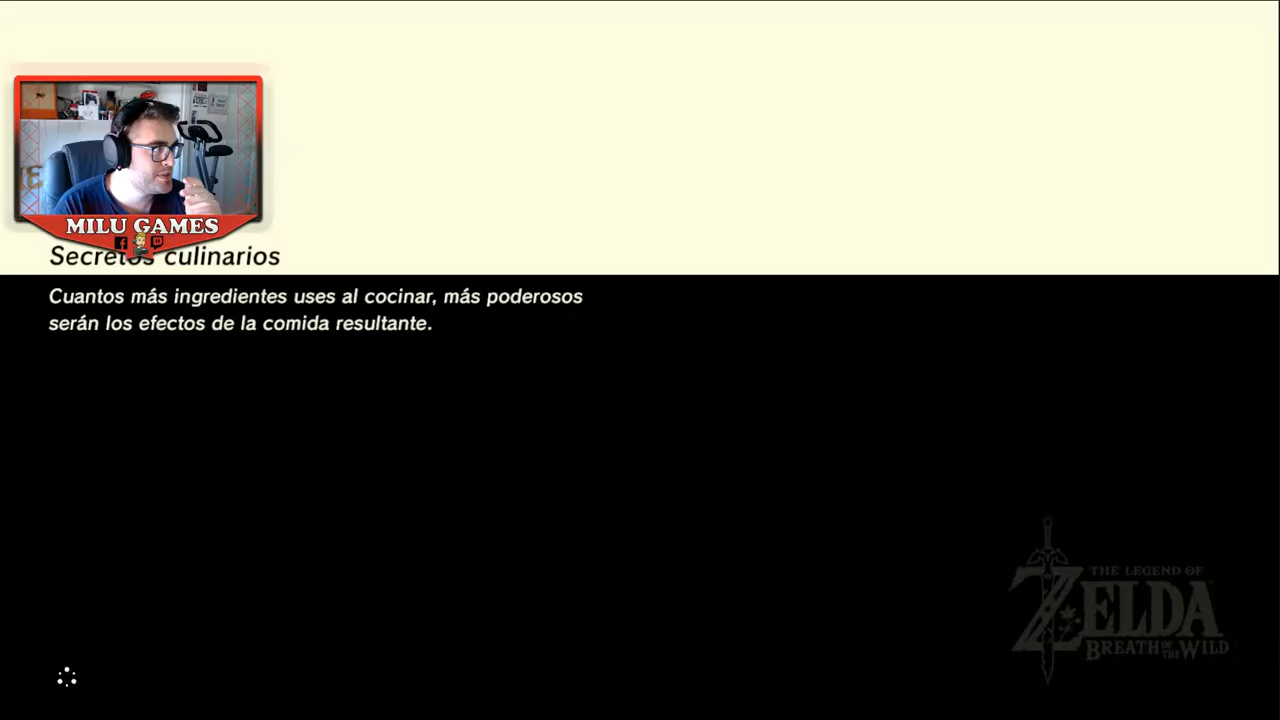 MILU GAMES
Secretos culinarios
Cuantos más ingredientes uses al cocinar, más poderosos
serán los efectos de la comida resultante.
THE LEGEND OF
ZELDA
BREATH OF THE WILD